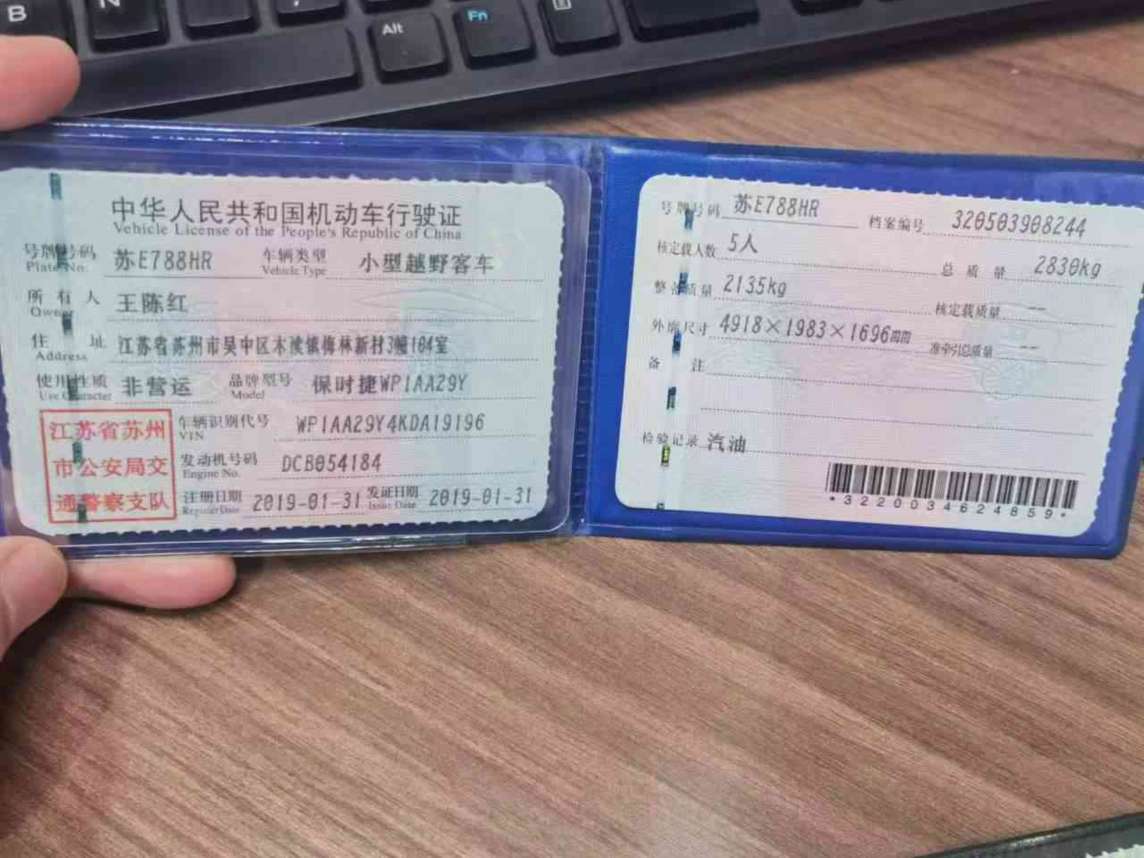 B
N
Alt
Fn
中华人民共和国机动车行驶证
Vehicle License of the People's Republic of China
号牌号码 苏E788HR 车辆类型 小型越野客车
Plate No. Vehicle Type
所有人 王陈红
Owner
住址 江苏省苏州市吴中区木渎镇梅林新村3幢104室
Address
使用性质 非营运 品牌型号 保时捷WP1AA29Y
Use Character Model
江苏省苏州
市公安局交
通警察支队
车辆识别代号 WP1AA29Y4KDA19196
VIN
发动机号码 DCB054184
Engine No.
注册日期 2019-01-31 发证日期 2019-01-31
Register Date Issue Date
号牌号码 苏E788HR 档案编号 320503908244
核定载人数 5人 总质量 2830kg
整备质量 2135kg 核定载质量 --
外廓尺寸 4918×1983×1696mm 准牵引总质量 --
备注
检验记录 汽油
*3220034624859*